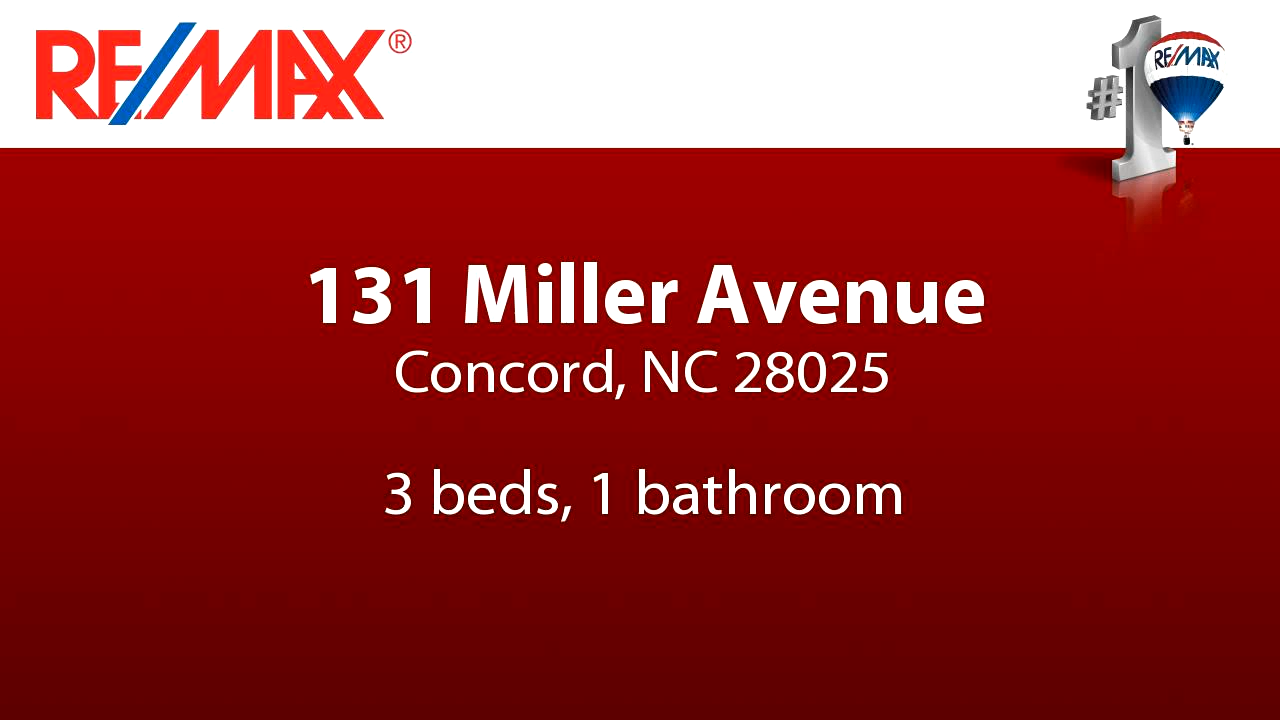 RE/MAX®
#1 RE/MAX
131 Miller Avenue
Concord, NC 28025
3 beds, 1 bathroom